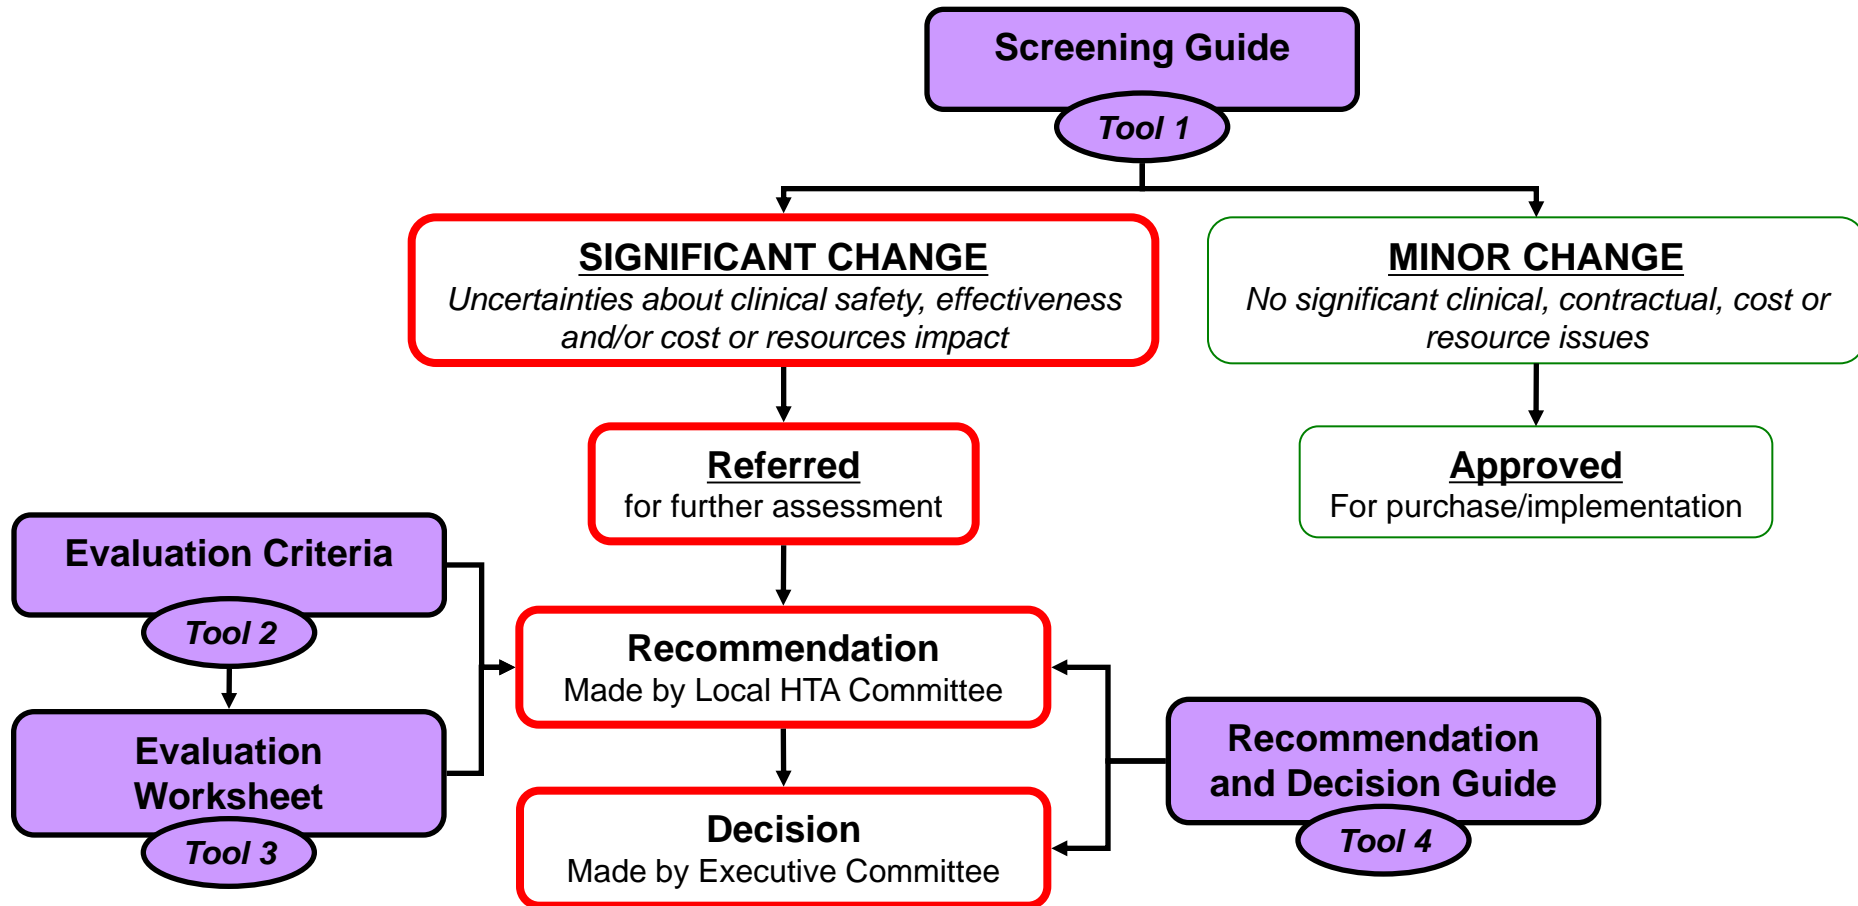 Screening Guide
Tool 1
SIGNIFICANT CHANGE
Uncertainties about clinical safety, effectiveness
and/or cost or resources impact
MINOR CHANGE
No significant clinical, contractual, cost or
resource issues
Referred
for further assessment
Approved
For purchase/implementation
Evaluation Criteria
Tool 2
Evaluation
Worksheet
Tool 3
Recommendation
Made by Local HTA Committee
Decision
Made by Executive Committee
Recommendation
and Decision Guide
Tool 4